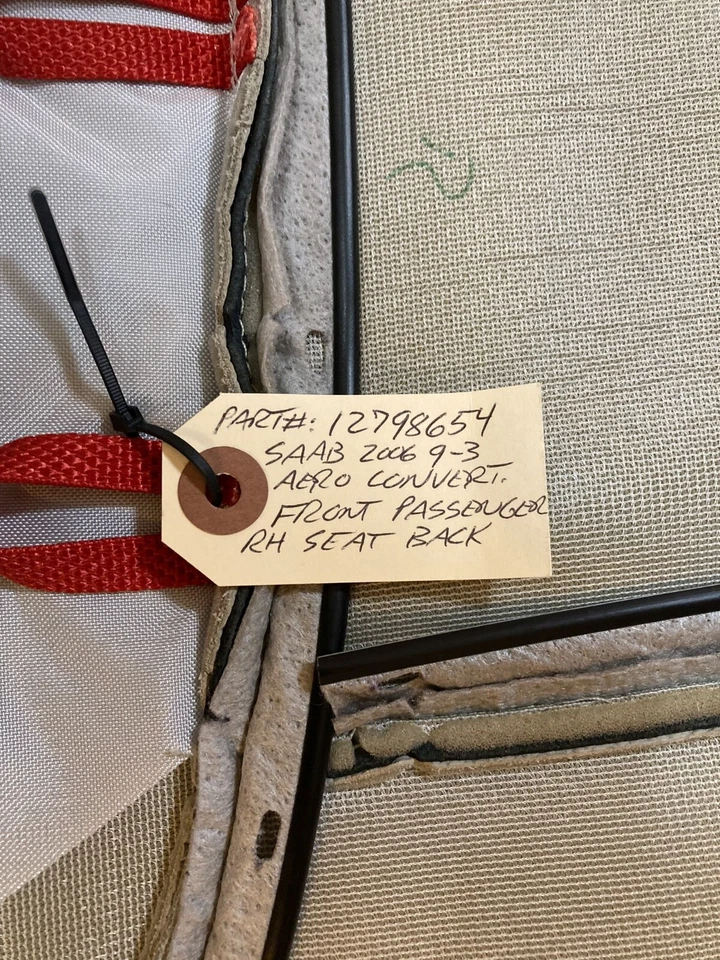 PART#: 12798654
SAAB 2006 9-3
AERO CONVERT.
FRONT PASSENGER
RH SEAT BACK